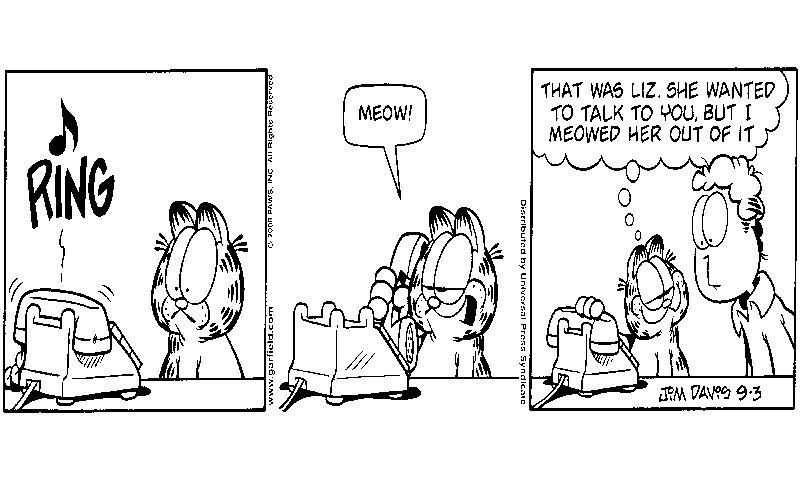 RING
© 2008 PAWS, INC. All Rights Reserved
www.garfield.com
MEOW!
Distributed by Universal Press Syndicate
THAT WAS LIZ. SHE WANTED
TO TALK TO YOU, BUT I
MEOWED HER OUT OF IT
JIM DAVIS 9·3